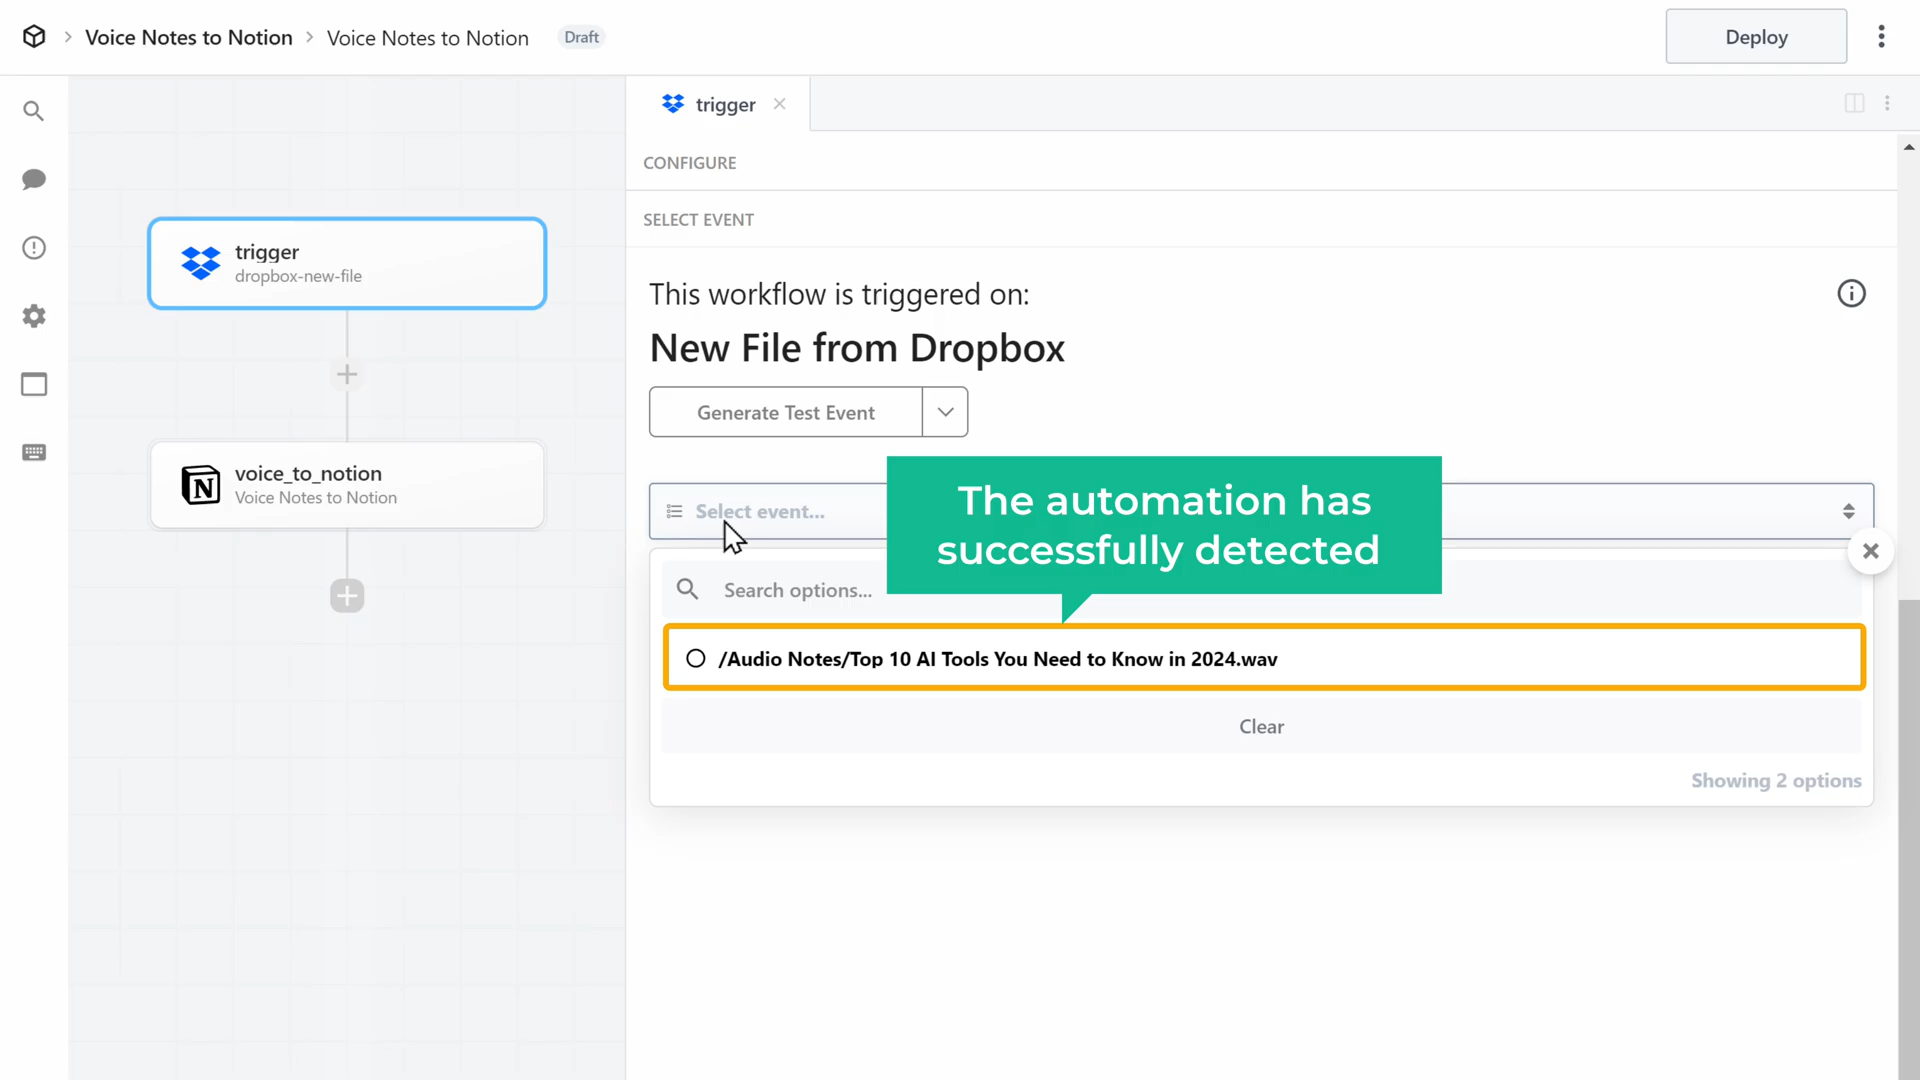 Voice Notes to Notion
Voice Notes to Notion
Draft
Deploy
trigger
CONFIGURE
SELECT EVENT
trigger
dropbox-new-file
This workflow is triggered on:
New File from Dropbox
Generate Test Event
voice_to_notion
Voice Notes to Notion
The automation has
successfully detected
Select event...
Search options...
/Audio Notes/Top 10 AI Tools You Need to Know in 2024.wav
Clear
Showing 2 options